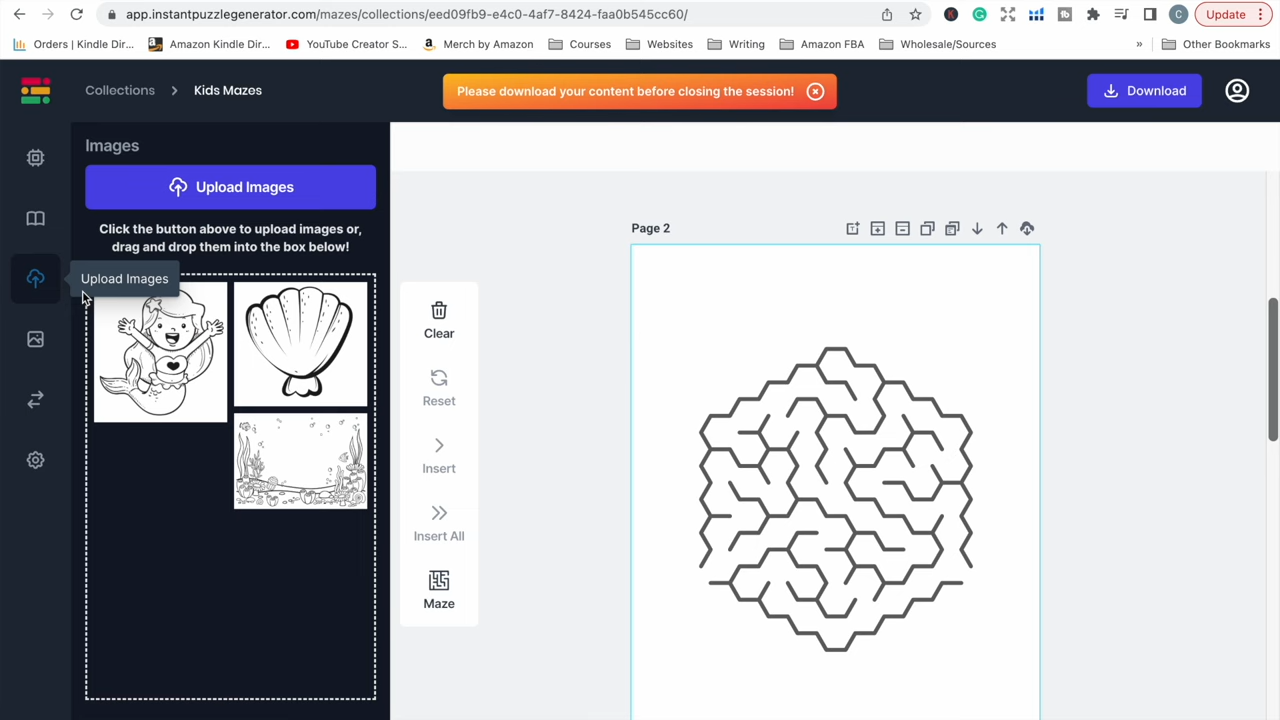 app.instantpuzzlegenerator.com/mazes/collections/eed09fb9-e4c0-4af7-8424-faa0b545cc60/
C
Update
Orders | Kindle Dir...
Amazon Kindle Dir...
YouTube Creator S...
Merch by Amazon
Courses
Websites
Writing
Amazon FBA
Wholesale/Sources
»
Other Bookmarks
Collections > Kids Mazes
Please download your content before closing the session!
Download
Images
Upload Images
Click the button above to upload images or,
drag and drop them into the box below!
Upload Images
Clear
Reset
Insert
Insert All
Maze
Page 2